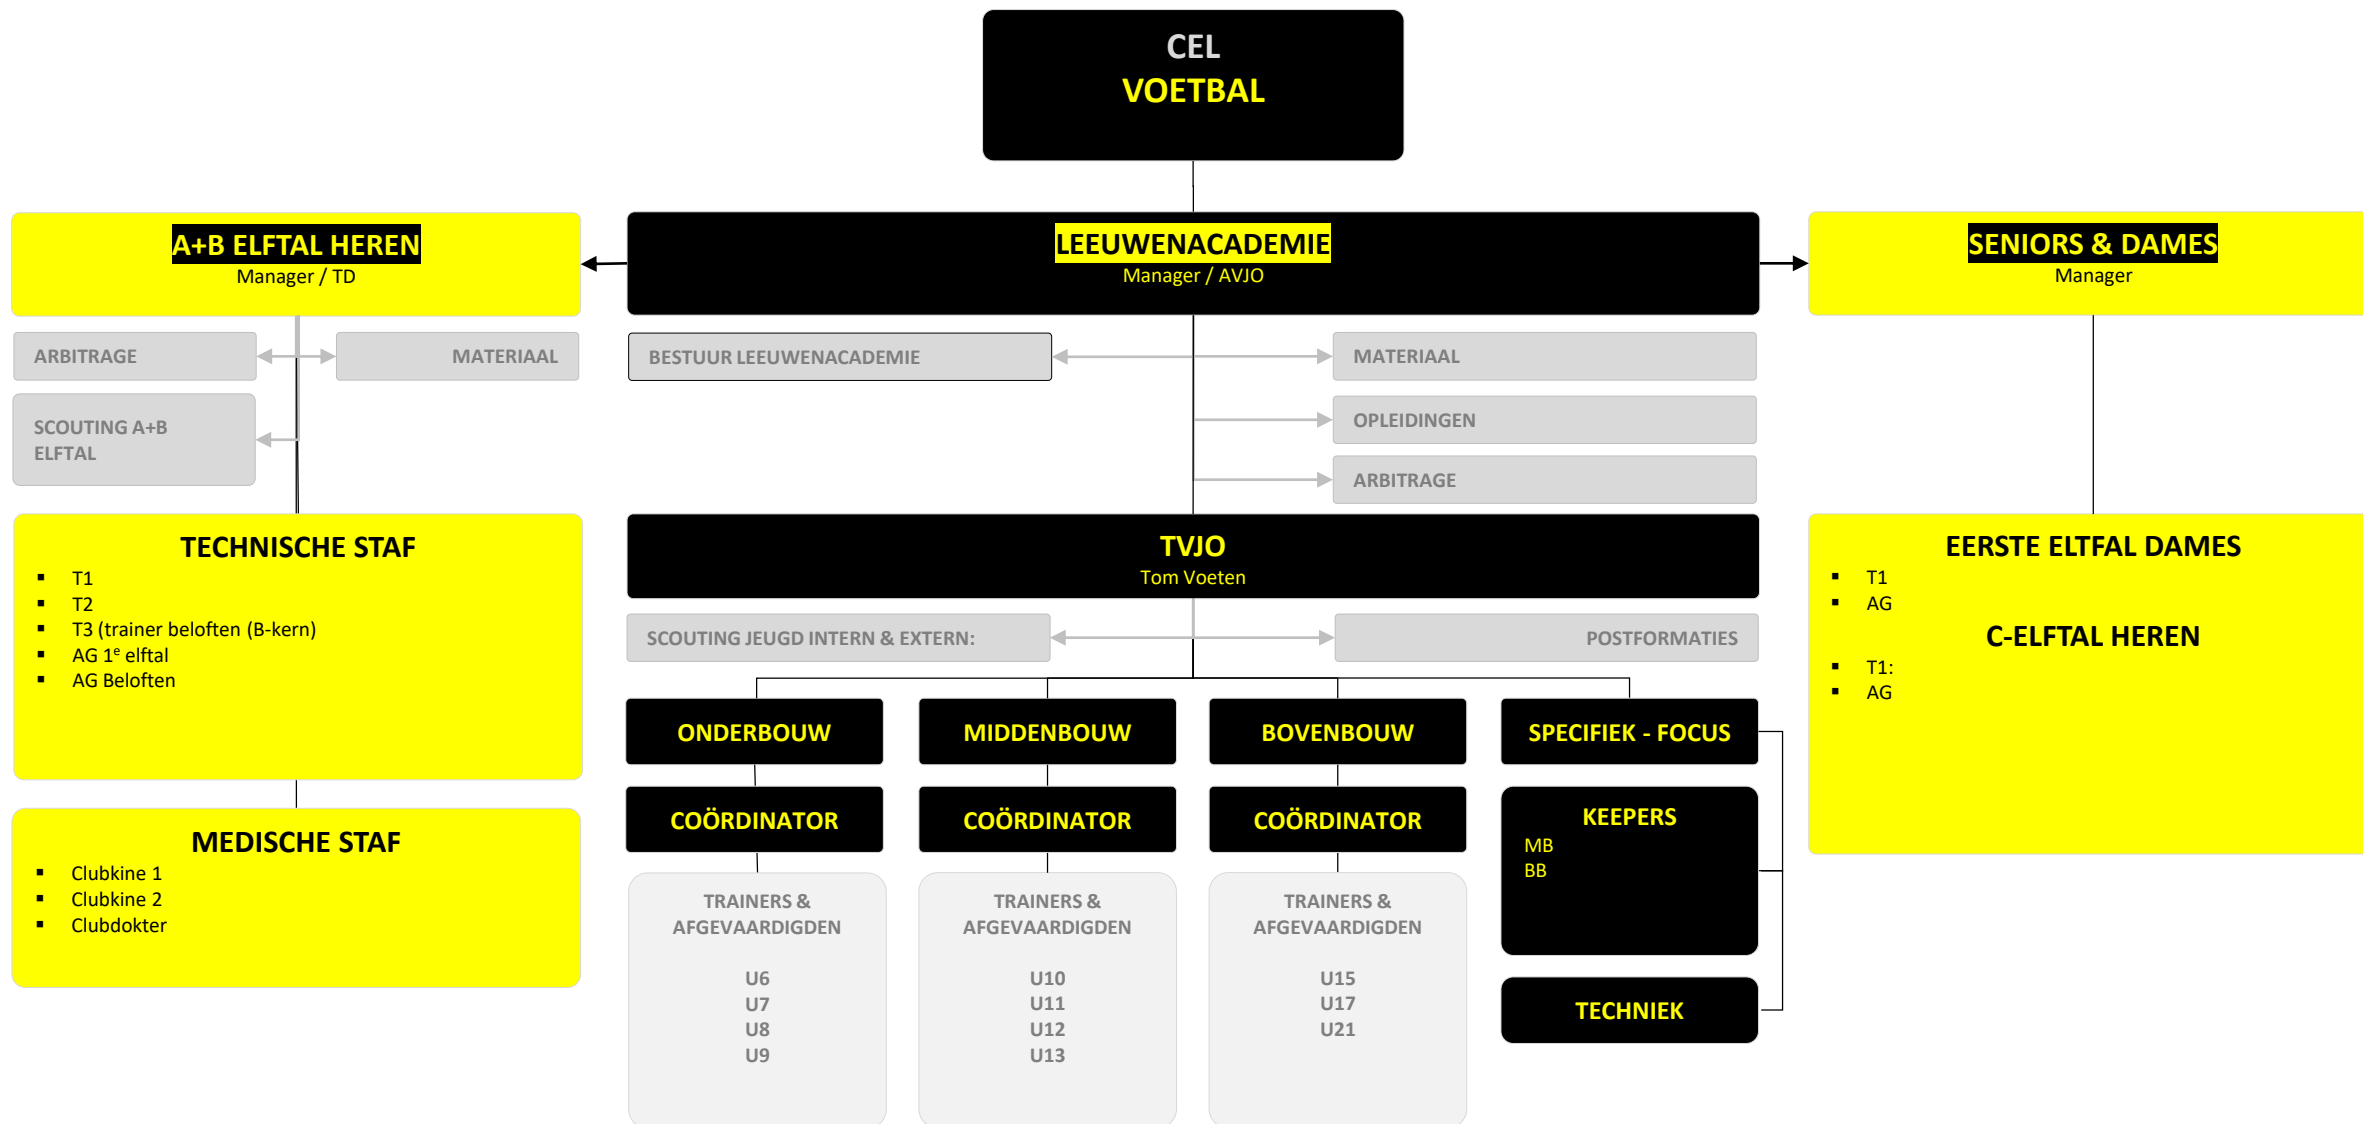 CEL
VOETBAL
A+B ELFTAL HEREN
Manager / TD
LEEUWENACADEMIE
Manager / AVJO
SENIORS & DAMES
Manager
ARBITRAGE
MATERIAAL
SCOUTING A+B
ELFTAL
BESTUUR LEEUWENACADEMIE
MATERIAAL
OPLEIDINGEN
ARBITRAGE
TECHNISCHE STAF
▪ T1
▪ T2
▪ T3 (trainer beloften (B-kern)
▪ AG 1e elftal
▪ AG Beloften
MEDISCHE STAF
▪ Clubkine 1
▪ Clubkine 2
▪ Clubdokter
TVJO
Tom Voeten
SCOUTING JEUGD INTERN & EXTERN:
POSTFORMATIES
ONDERBOUW
COÖRDINATOR
TRAINERS &
AFGEVAARDIGDEN
U6
U7
U8
U9
MIDDENBOUW
COÖRDINATOR
TRAINERS &
AFGEVAARDIGDEN
U10
U11
U12
U13
BOVENBOUW
COÖRDINATOR
TRAINERS &
AFGEVAARDIGDEN
U15
U17
U21
SPECIFIEK - FOCUS
KEEPERS
MB
BB
TECHNIEK
EERSTE ELTFAL DAMES
▪ T1
▪ AG
C-ELFTAL HEREN
▪ T1:
▪ AG